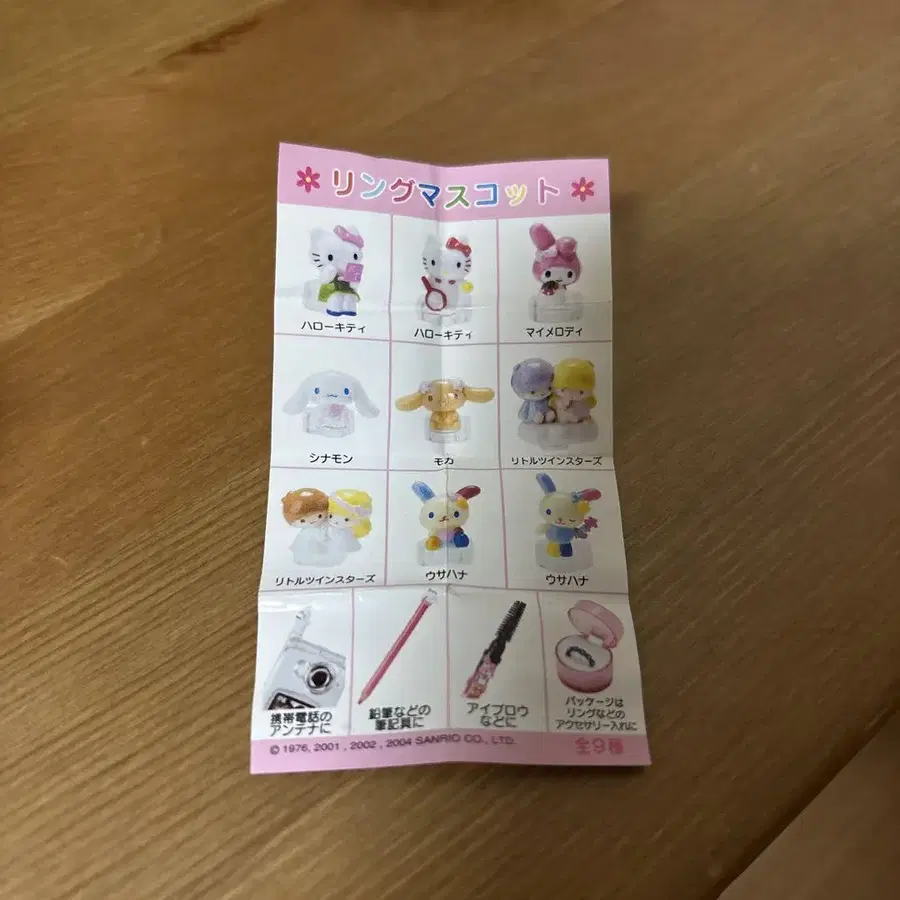 リングマスコット
ハローキティ
ハローキティ
マイメロディ
シナモン
モカ
リトルツインスターズ
リトルツインスターズ
ウサハナ
ウサハナ
携帯電話の
アンテナに
鉛筆などの
筆記具に
アイブロウ
などに
パッケージは
リングなどの
アクセサリー入れに
© 1976, 2001, 2002, 2004 SANRIO CO., LTD.
全9種